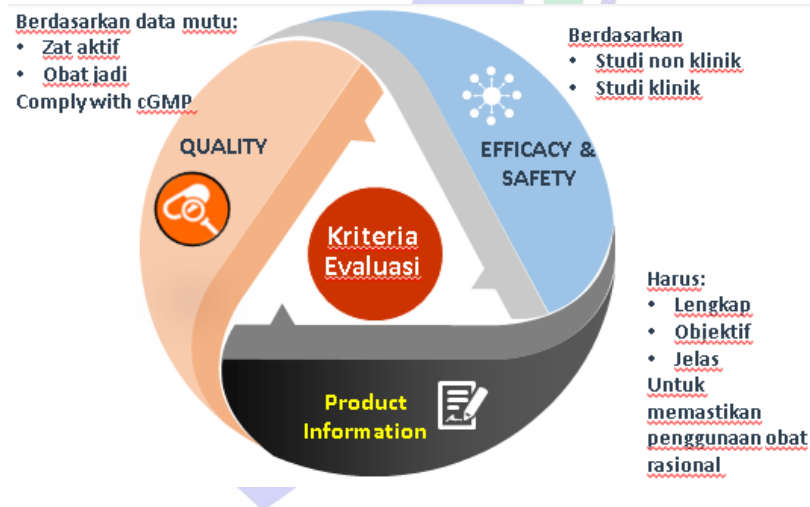 Berdasarkan data mutu:
• Zat aktif
• Obat jadi
Comply with cGMP
QUALITY
Berdasarkan
• Studi non klinik
• Studi klinik
EFFICACY &
SAFETY
Kriteria
Evaluasi
Harus:
• Lengkap
• Objektif
• Jelas
Untuk
memastikan
penggunaan obat
rasional
Product
Information